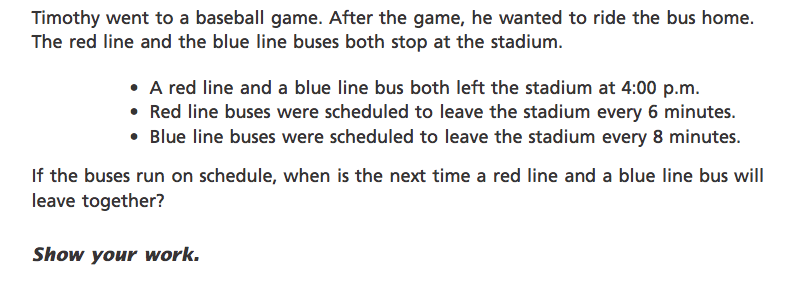 Timothy went to a baseball game. After the game, he wanted to ride the bus home.
The red line and the blue line buses both stop at the stadium.
• A red line and a blue line bus both left the stadium at 4:00 p.m.
• Red line buses were scheduled to leave the stadium every 6 minutes.
• Blue line buses were scheduled to leave the stadium every 8 minutes.
If the buses run on schedule, when is the next time a red line and a blue line bus will
leave together?
Show your work.